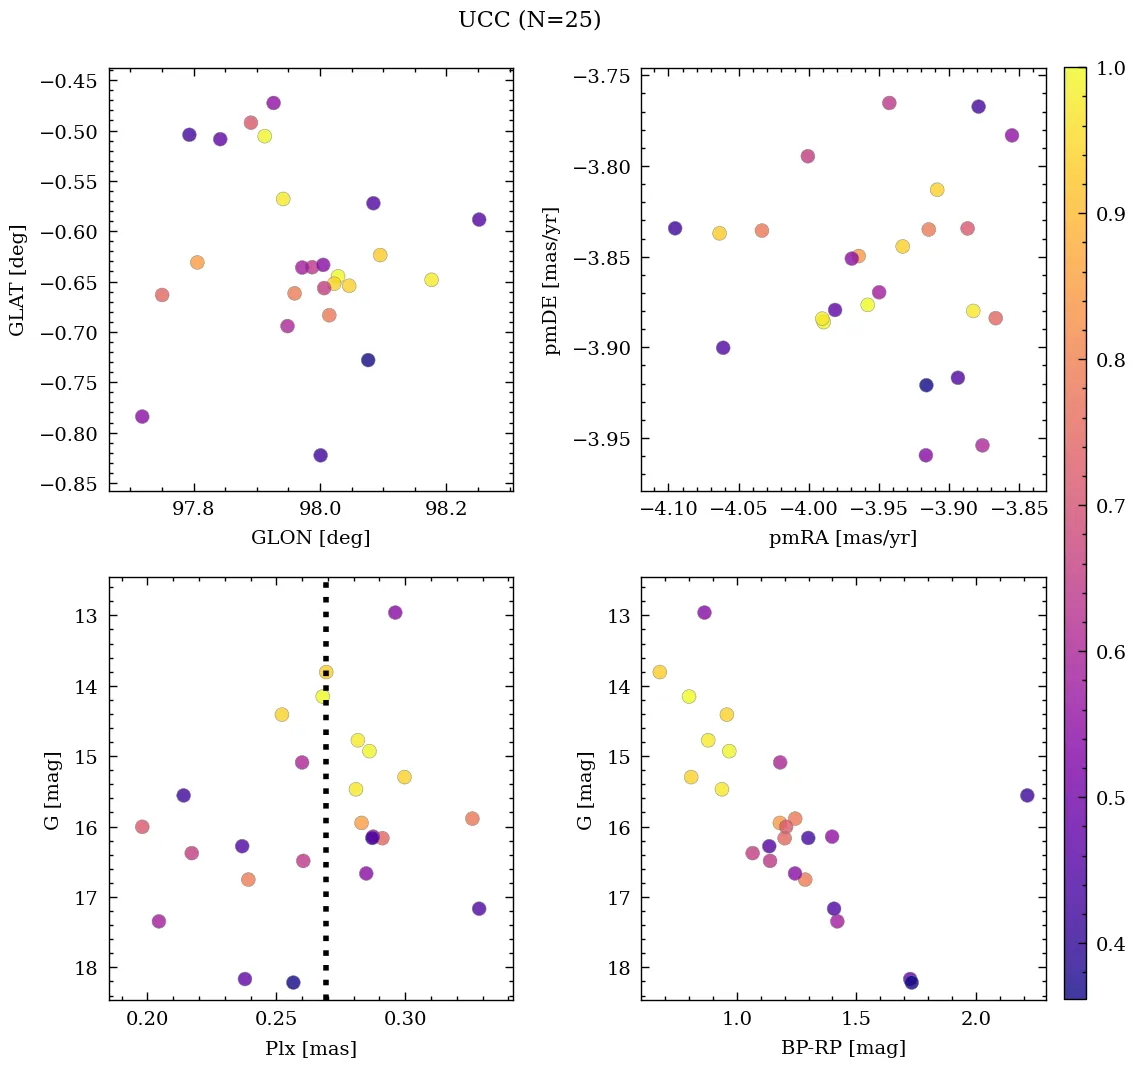 UCC (N=25)
−0.45
−0.50
−0.55
−0.60
−0.65
−0.70
−0.75
−0.80
−0.85
GLAT [deg]
97.8 98.0 98.2
GLON [deg]
−3.75
−3.80
−3.85
−3.90
−3.95
pmDE [mas/yr]
−4.10 −4.05 −4.00 −3.95 −3.90 −3.85
pmRA [mas/yr]
13
14
15
16
17
18
G [mag]
0.20 0.25 0.30
Plx [mas]
13
14
15
16
17
18
G [mag]
1.0 1.5 2.0
BP-RP [mag]
1.0
0.9
0.8
0.7
0.6
0.5
0.4